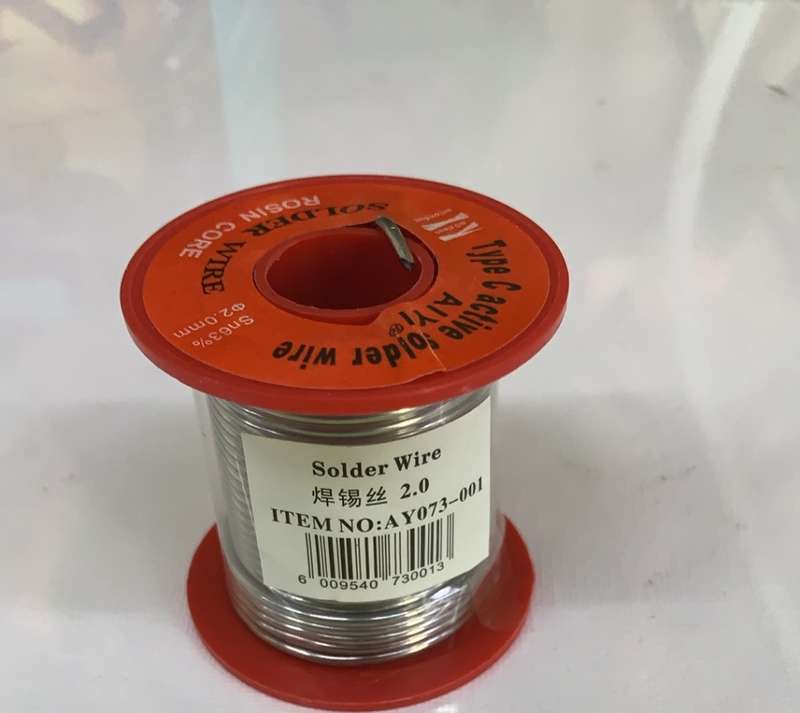 SOLDER WIRE
ROSIN CORE
Sn63%
Φ2.0mm
Type C active solder wire
AIYI®
Solder Wire
焊锡丝 2.0
ITEM NO:AY073-001
6 009540 730013